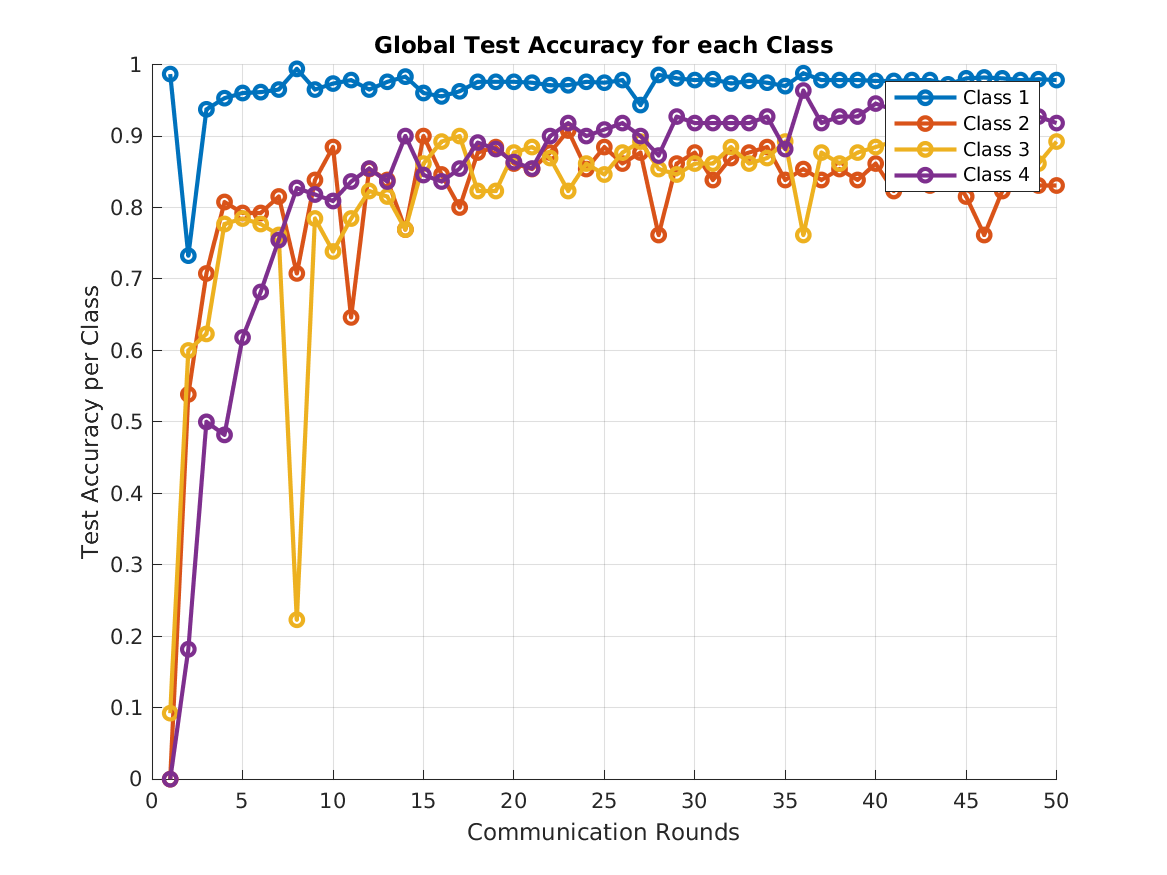 Global Test Accuracy for each Class
Test Accuracy per Class
1
0.9
0.8
0.7
0.6
0.5
0.4
0.3
0.2
0.1
0
0 5 10 15 20 25 30 35 40 45 50
Communication Rounds
Class 1
Class 2
Class 3
Class 4